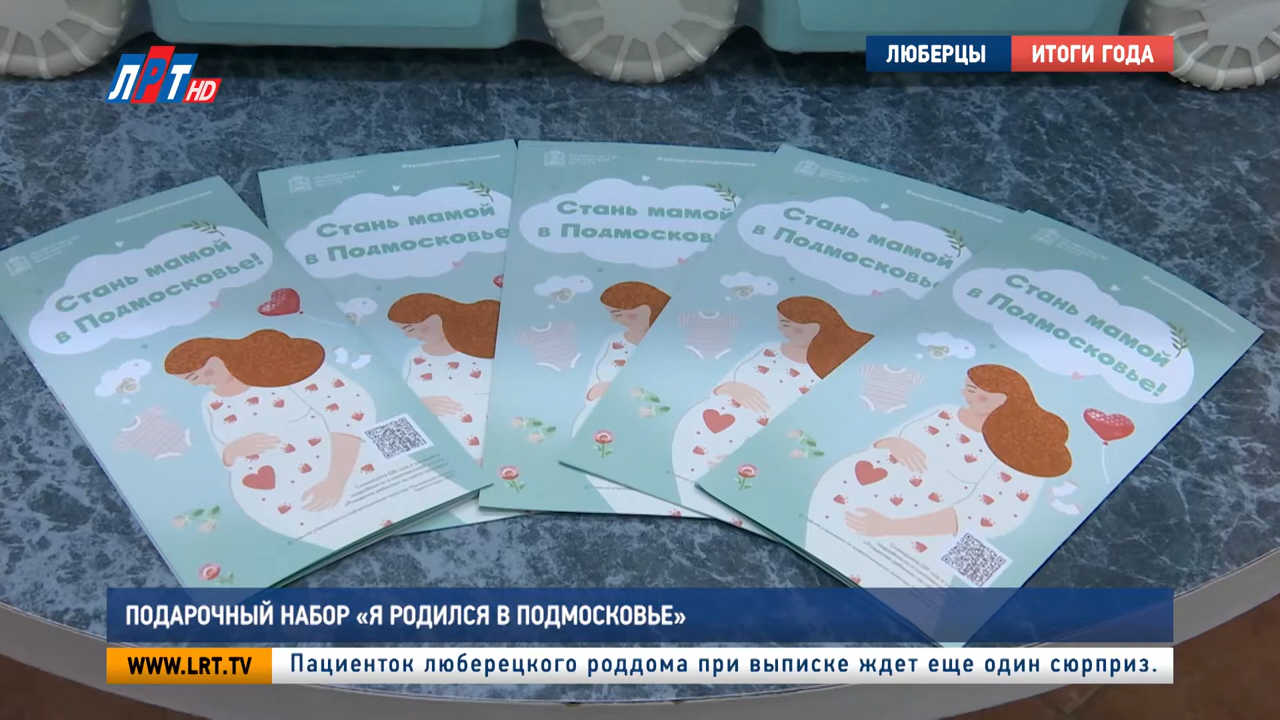 ЛРТ HD
ЛЮБЕРЦЫ ИТОГИ ГОДА
Стань мамой
в Подмосковье!
Стань мамой
в Подмосковье
Стань мамой
в Подмосковь
Стань мамой
в Подмосковье
Стань мамой
в Подмосковье!
ПОДАРОЧНЫЙ НАБОР «Я РОДИЛСЯ В ПОДМОСКОВЬЕ»
WWW.LRT.TV
Пациенток люберецкого роддома при выписке ждет еще один сюрприз.